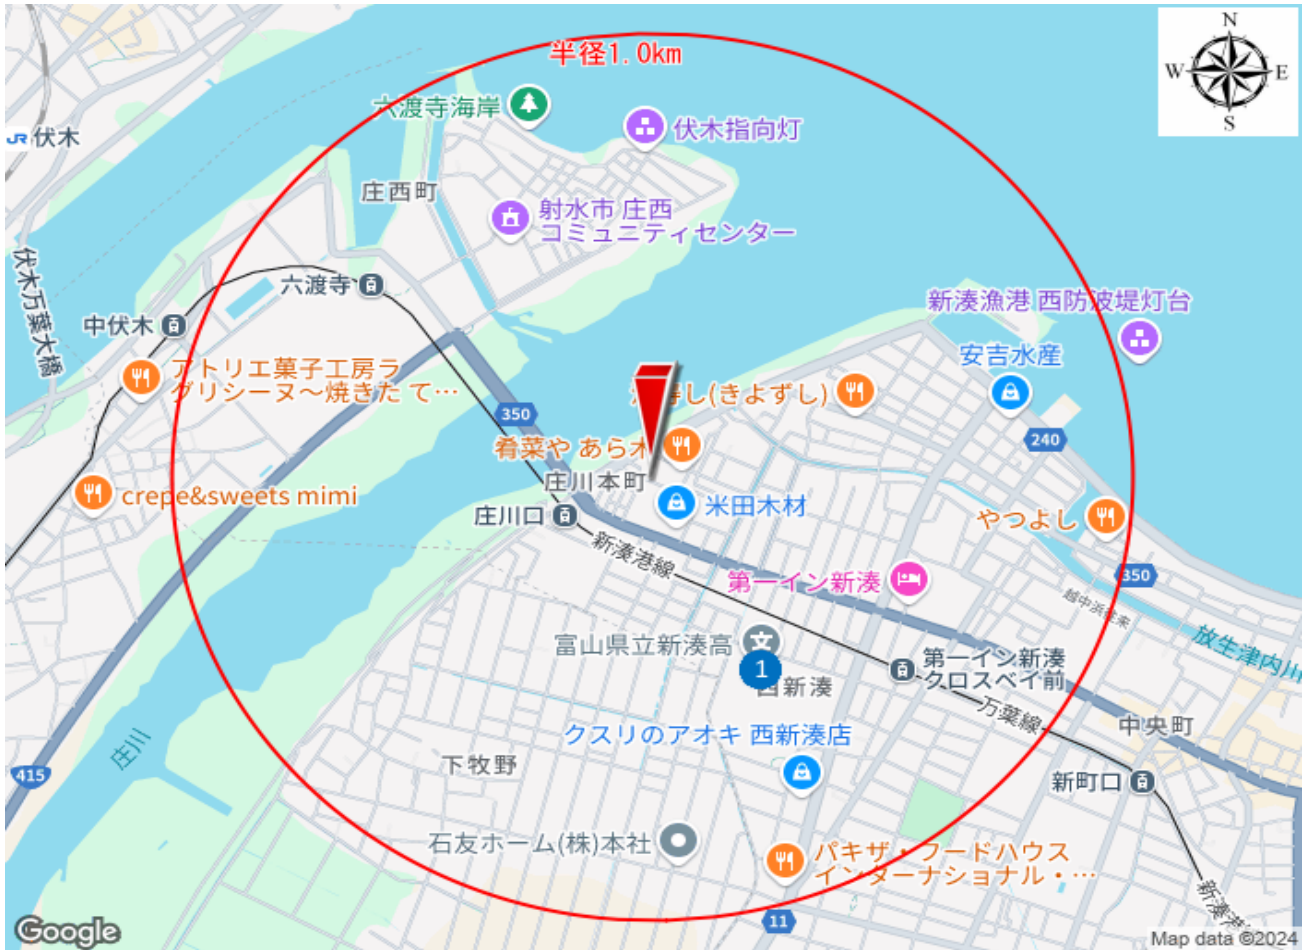 半径1.0km
N
W
E
S
六渡寺海岸
伏木指向灯
JR伏木
庄西町
射水市 庄西
コミュニティセンター
伏木万葉大橋
六渡寺
新湊漁港 西防波堤灯台
中伏木
安吉水産
アトリエ菓子工房ラ
グリシーヌ～焼きたて…
寿し(きよずし)
350
240
肴菜や あら木
庄川本町
crepe&sweets mimi
米田木材
やつよし
庄川口
新湊港線
第一イン新湊
350
越中浜往来
放生津内川
富山県立新湊高
1
西新湊
第一イン新湊
クロスベイ前
万葉線
中央町
クスリのアオキ 西新湊店
庄川
下牧野
415
新町口
石友ホーム(株)本社
パキザ・フードハウス
インターナショナル・…
新湊港
11
Google
Map data ©2024